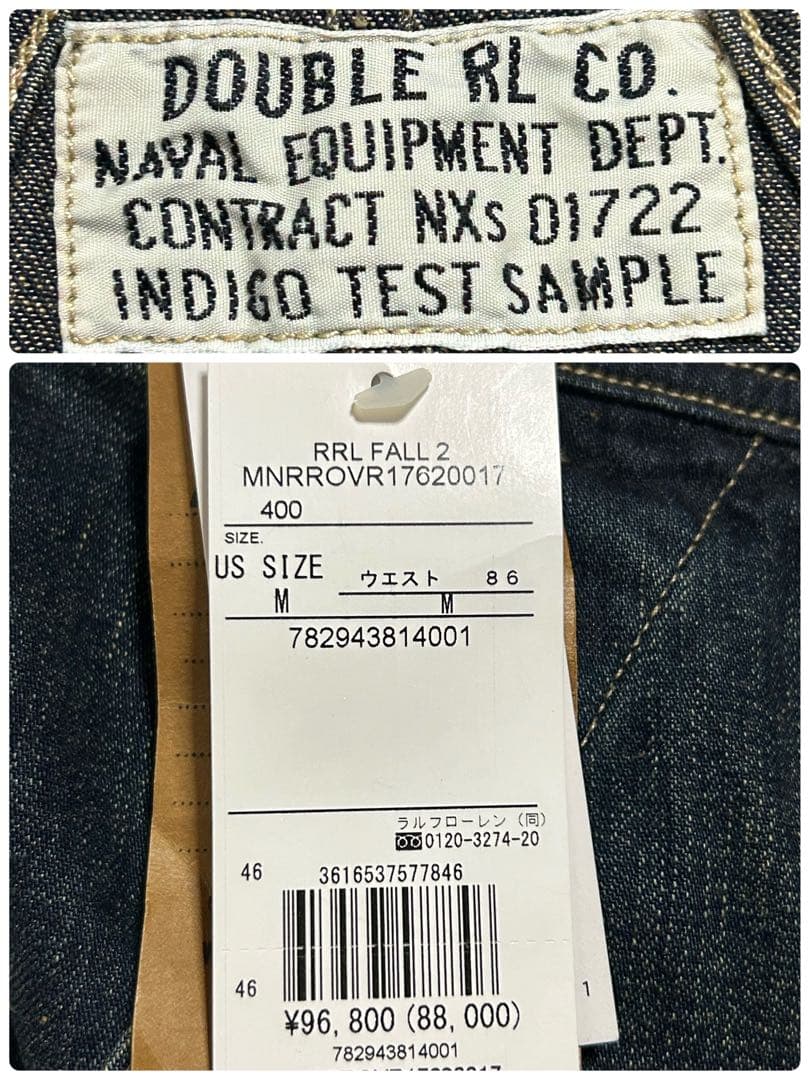 DOUBLE RL CO.
NAVAL EQUIPMENT DEPT.
CONTRACT NXs 01722
INDIGO TEST SAMPLE
RRL FALL 2
MNRROVR17620017
400
SIZE.
US SIZE ウエスト 86
M M
782943814001
ラルフローレン(同)
0120-3274-20
46 3616537577846
46 1
¥96,800 (88,000)
782943814001